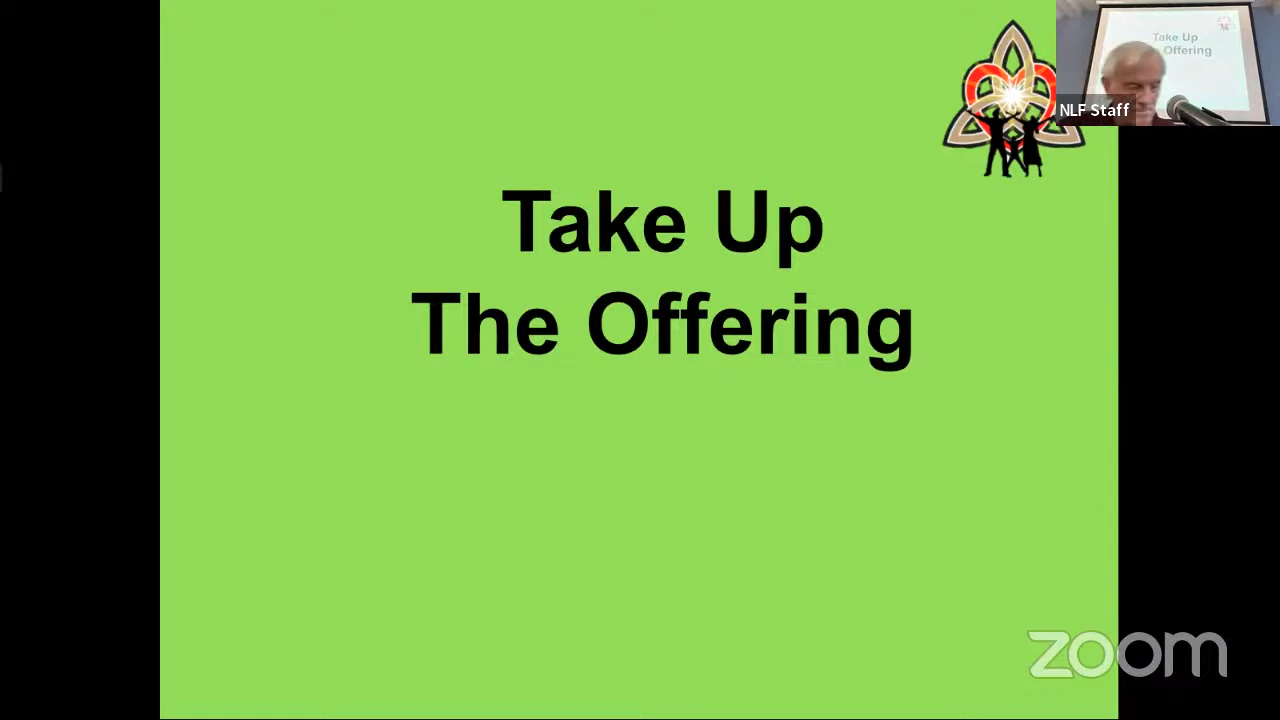 Take Up
The Offering
Take Up
Offering
NLF Staff
zoom